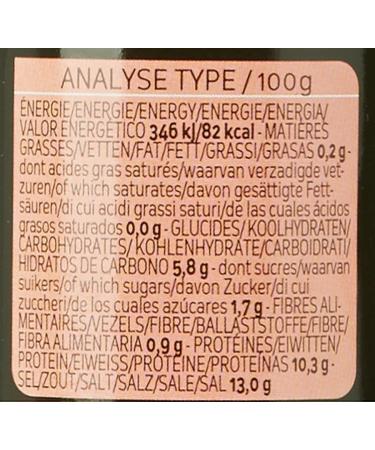 ANALYSE TYPE / 100g
ÉNERGIE/ENERGIE/ENERGY/ENERGIE/ENERGIA/
VALOR ENERGÉTICO 346 kj/82 kcal - MATIÈRES
GRASSES/VETTEN/FAT/FETT/GRASSI/GRASAS 0,2 g -
dont acides gras saturés/waarvan verzadigde vet-
zuren/of which saturates/davon gesättigte Fett-
säuren/di cui acidi grassi saturi/de las cuales ácidos
grasos saturados 0,0 g - GLUCIDES/KOOLHYDRATEN/
CARBOHYDRATES/KOHLENHYDRATE/CARBOIDRATI/
HIDRATOS DE CARBONO 5,8 g - dont sucres/waarvan
suikers/of which sugars/davon Zucker/di cui
zuccheri/de los cuales azúcares 1,7 g - FIBRES ALI-
MENTAIRES/VEZELS/FIBRE/BALLASTSTOFFE/FIBRE/
FIBRA ALIMENTARIA 0,9 g - PROTÉINES/EIWITTEN/
PROTEIN/EIWEISS/PROTEINE/PROTEÍNAS 10,3 g -
SEL/ZOUT/SALT/SALZ/SALE/SAL 13,0 g